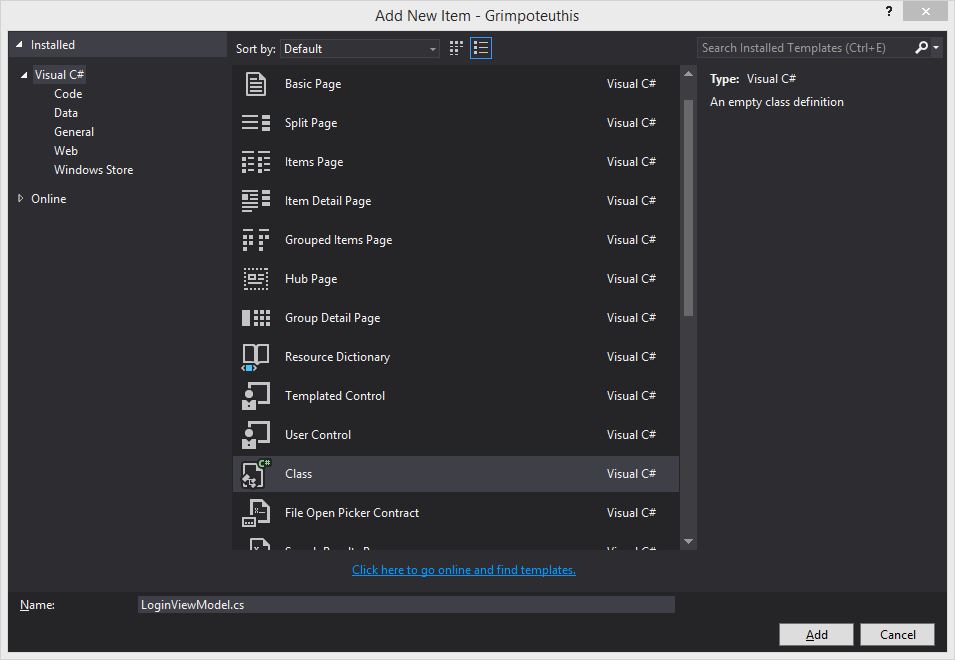 Add New Item - Grimpoteuthis
?
Installed
Sort by: Default
Search Installed Templates (Ctrl+E)
Visual C#
Code
Data
General
Web
Windows Store
Online
Basic Page Visual C#
Split Page Visual C#
Items Page Visual C#
Item Detail Page Visual C#
Grouped Items Page Visual C#
Hub Page Visual C#
Group Detail Page Visual C#
Resource Dictionary Visual C#
Templated Control Visual C#
User Control Visual C#
C#
Class Visual C#
File Open Picker Contract Visual C#
Type: Visual C#
An empty class definition
Click here to go online and find templates.
Name: LoginViewModel.cs
Add Cancel